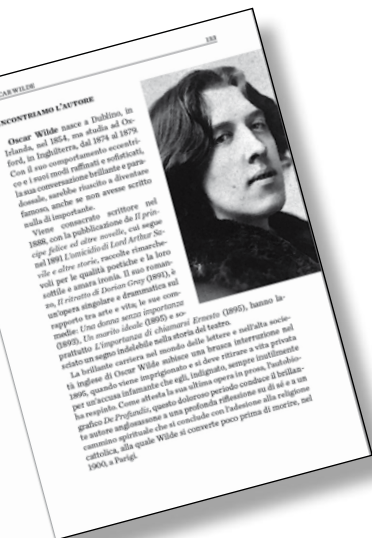 CAR WILDE
133
NCONTRIAMO L'AUTORE
Oscar Wilde nasce a Dublino, in
Irlanda, nel 1854, ma studia ad Ox-
ford, in Inghilterra, dal 1874 al 1879.
Con il suo comportamento eccentri-
co e i suoi modi raffinati e sofisticati,
la sua conversazione brillante e para-
dossale, sarebbe riuscito a diventare
famoso, anche se non avesse scritto
nulla di importante.
Viene consacrato scrittore nel
1888, con la pubblicazione de Il prin-
cipe felice ed altre novelle, cui segue
nel 1891 L'omicidio di Lord Arthur Sa-
vile e altre storie, raccolte rimarche-
voli per le qualità poetiche e la loro
sottile e amara ironia. Il suo roman-
zo, Il ritratto di Dorian Gray (1891), è
un'opera singolare e drammatica sul
rapporto tra arte e vita; le sue com-
medie: Una donna senza importanza
(1893), Un marito ideale (1895) e so-
prattutto L'importanza di chiamarsi Ernesto (1895), hanno la-
sciato un segno indelebile nella storia del teatro.
La brillante carriera nel mondo delle lettere e nell'alta socie-
tà inglese di Oscar Wilde subisce una brusca interruzione nel
1895, quando viene imprigionato e si deve ritirare a vita privata
per un'accusa infamante che egli, indignato, sempre inutilmente
ha respinto. Come attesta la sua ultima opera in prosa, l'autobio-
grafico De Profundis, questo doloroso periodo conduce il brillan-
te autore anglosassone a una profonda riflessione su di sé e a un
cammino spirituale che si conclude con l'adesione alla religione
cattolica, alla quale Wilde si converte poco prima di morire, nel
1900, a Parigi.